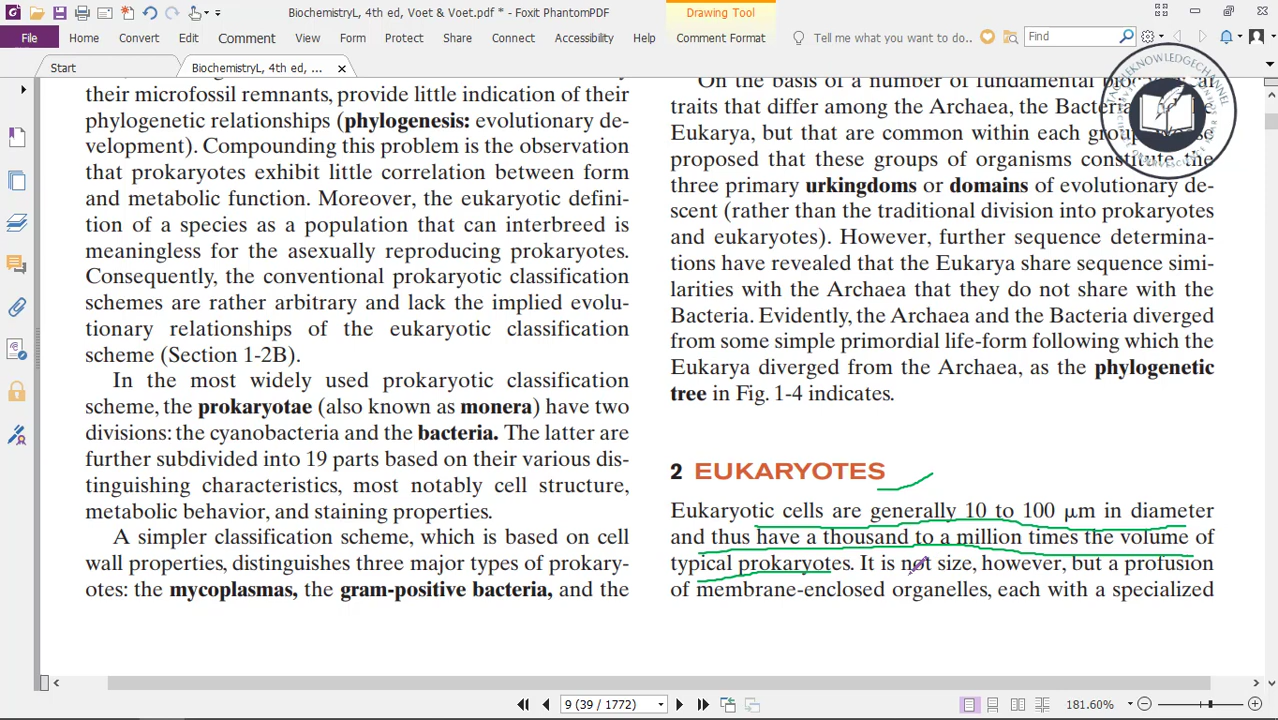 BiochemistryL, 4th ed, Voet & Voet.pdf * - Foxit PhantomPDF
Drawing Tool
File Home Convert Edit Comment View Form Protect Share Connect Accessibility Help Comment Format Tell me what you want to do.. Find
Start BiochemistryL, 4th ed, ...
their microfossil remnants, provide little indication of their
phylogenetic relationships (phylogenesis: evolutionary de-
velopment). Compounding this problem is the observation
that prokaryotes exhibit little correlation between form
and metabolic function. Moreover, the eukaryotic defini-
tion of a species as a population that can interbreed is
meaningless for the asexually reproducing prokaryotes.
Consequently, the conventional prokaryotic classification
schemes are rather arbitrary and lack the implied evolu-
tionary relationships of the eukaryotic classification
scheme (Section 1-2B).
In the most widely used prokaryotic classification
scheme, the prokaryotae (also known as monera) have two
divisions: the cyanobacteria and the bacteria. The latter are
further subdivided into 19 parts based on their various dis-
tinguishing characteristics, most notably cell structure,
metabolic behavior, and staining properties.
A simpler classification scheme, which is based on cell
wall properties, distinguishes three major types of prokary-
otes: the mycoplasmas, the gram-positive bacteria, and the
On the basis of a number of fundamental
traits that differ among the Archaea, the Bacteria
Eukarya, but that are common within each group
proposed that these groups of organisms constitute the
three primary urkingdoms or domains of evolutionary de-
scent (rather than the traditional division into prokaryotes
and eukaryotes). However, further sequence determina-
tions have revealed that the Eukarya share sequence simi-
larities with the Archaea that they do not share with the
Bacteria. Evidently, the Archaea and the Bacteria diverged
from some simple primordial life-form following which the
Eukarya diverged from the Archaea, as the phylogenetic
tree in Fig. 1-4 indicates.
2 EUKARYOTES
Eukaryotic cells are generally 10 to 100 μm in diameter
and thus have a thousand to a million times the volume of
typical prokaryotes. It is not size, however, but a profusion
of membrane-enclosed organelles, each with a specialized
9 (39 / 1772)
181.60%